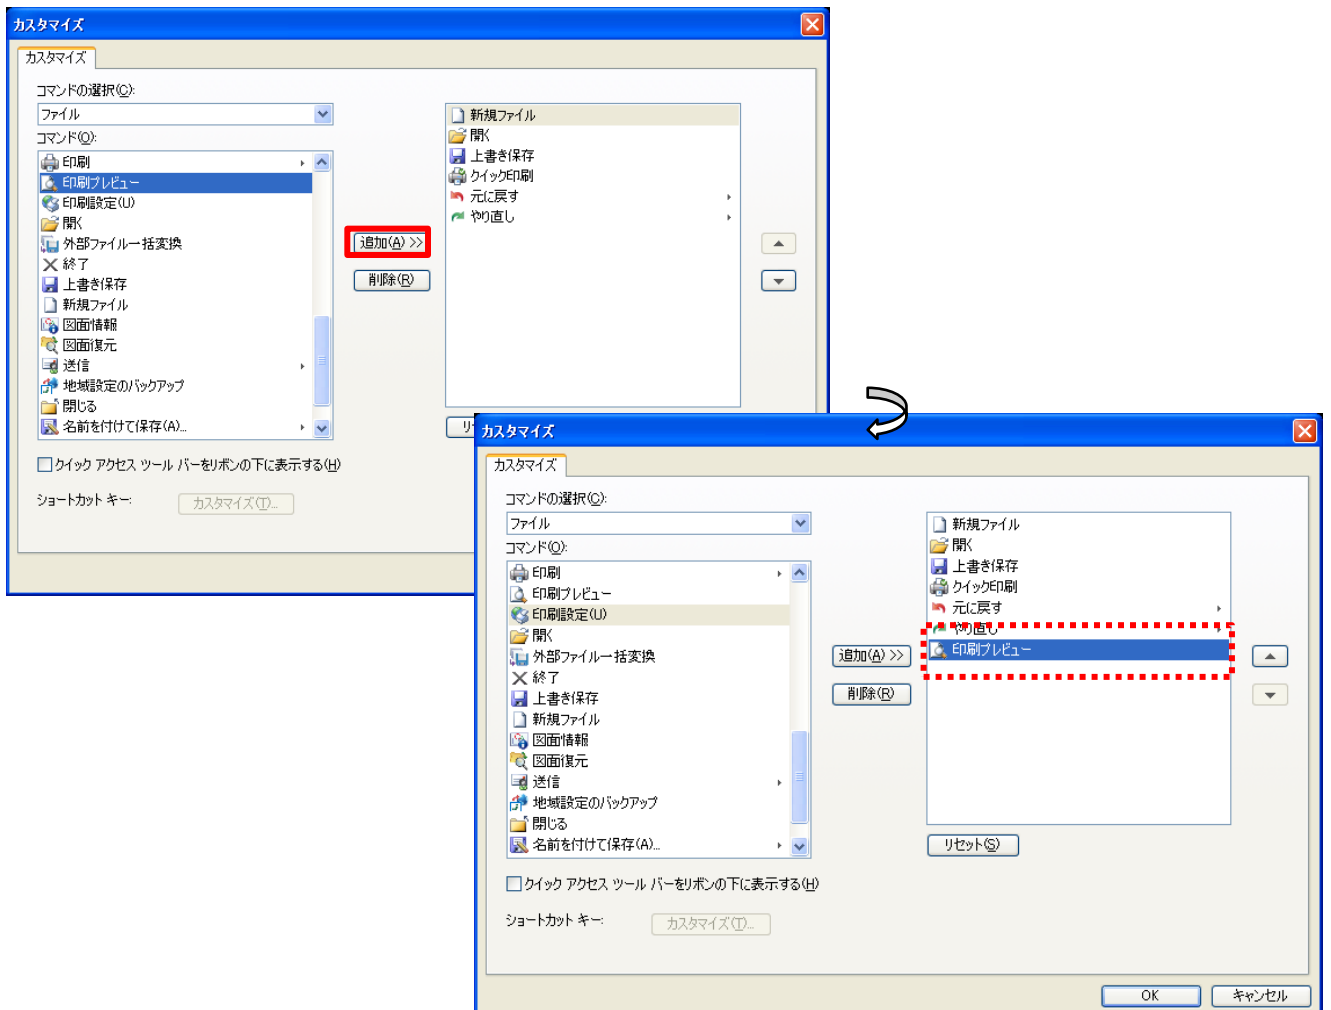 カスタマイズ
カスタマイズ
コマンドの選択(C):
ファイル
コマンド(O):
印刷
印刷プレビュー
印刷設定(U)
開く
外部ファイル一括変換
終了
上書き保存
新規ファイル
図面情報
図面復元
送信
地域設定のバックアップ
閉じる
名前を付けて保存(A)...
追加(A) >>
削除(R)
新規ファイル
開く
上書き保存
クイック印刷
元に戻す
やり直し
クイック アクセス ツール バーをリボンの下に表示する(H)
ショートカット キー:
カスタマイズ(T)...
カスタマイズ
カスタマイズ
コマンドの選択(C):
ファイル
コマンド(O):
印刷
印刷プレビュー
印刷設定(U)
開く
外部ファイル一括変換
終了
上書き保存
新規ファイル
図面情報
図面復元
送信
地域設定のバックアップ
閉じる
名前を付けて保存(A)...
追加(A) >>
削除(R)
新規ファイル
開く
上書き保存
クイック印刷
元に戻す
やり直し
印刷プレビュー
リセット(S)
クイック アクセス ツール バーをリボンの下に表示する(H)
ショートカット キー:
カスタマイズ(T)...
OK
キャンセル